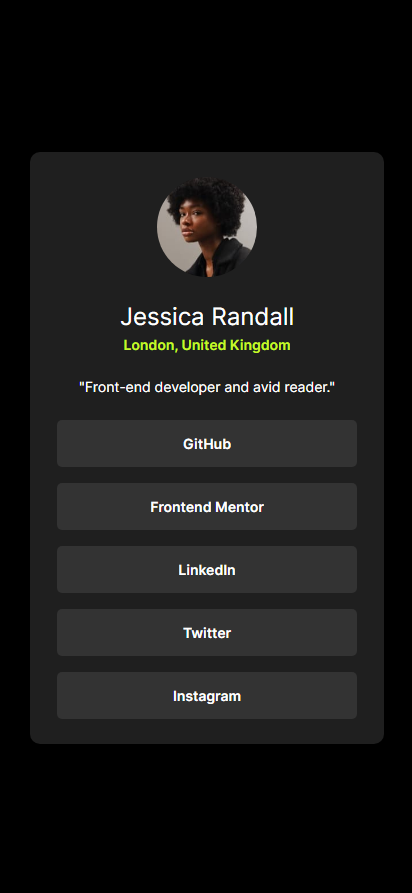 Jessica Randall
London, United Kingdom
"Front-end developer and avid reader."
GitHub
Frontend Mentor
LinkedIn
Twitter
Instagram